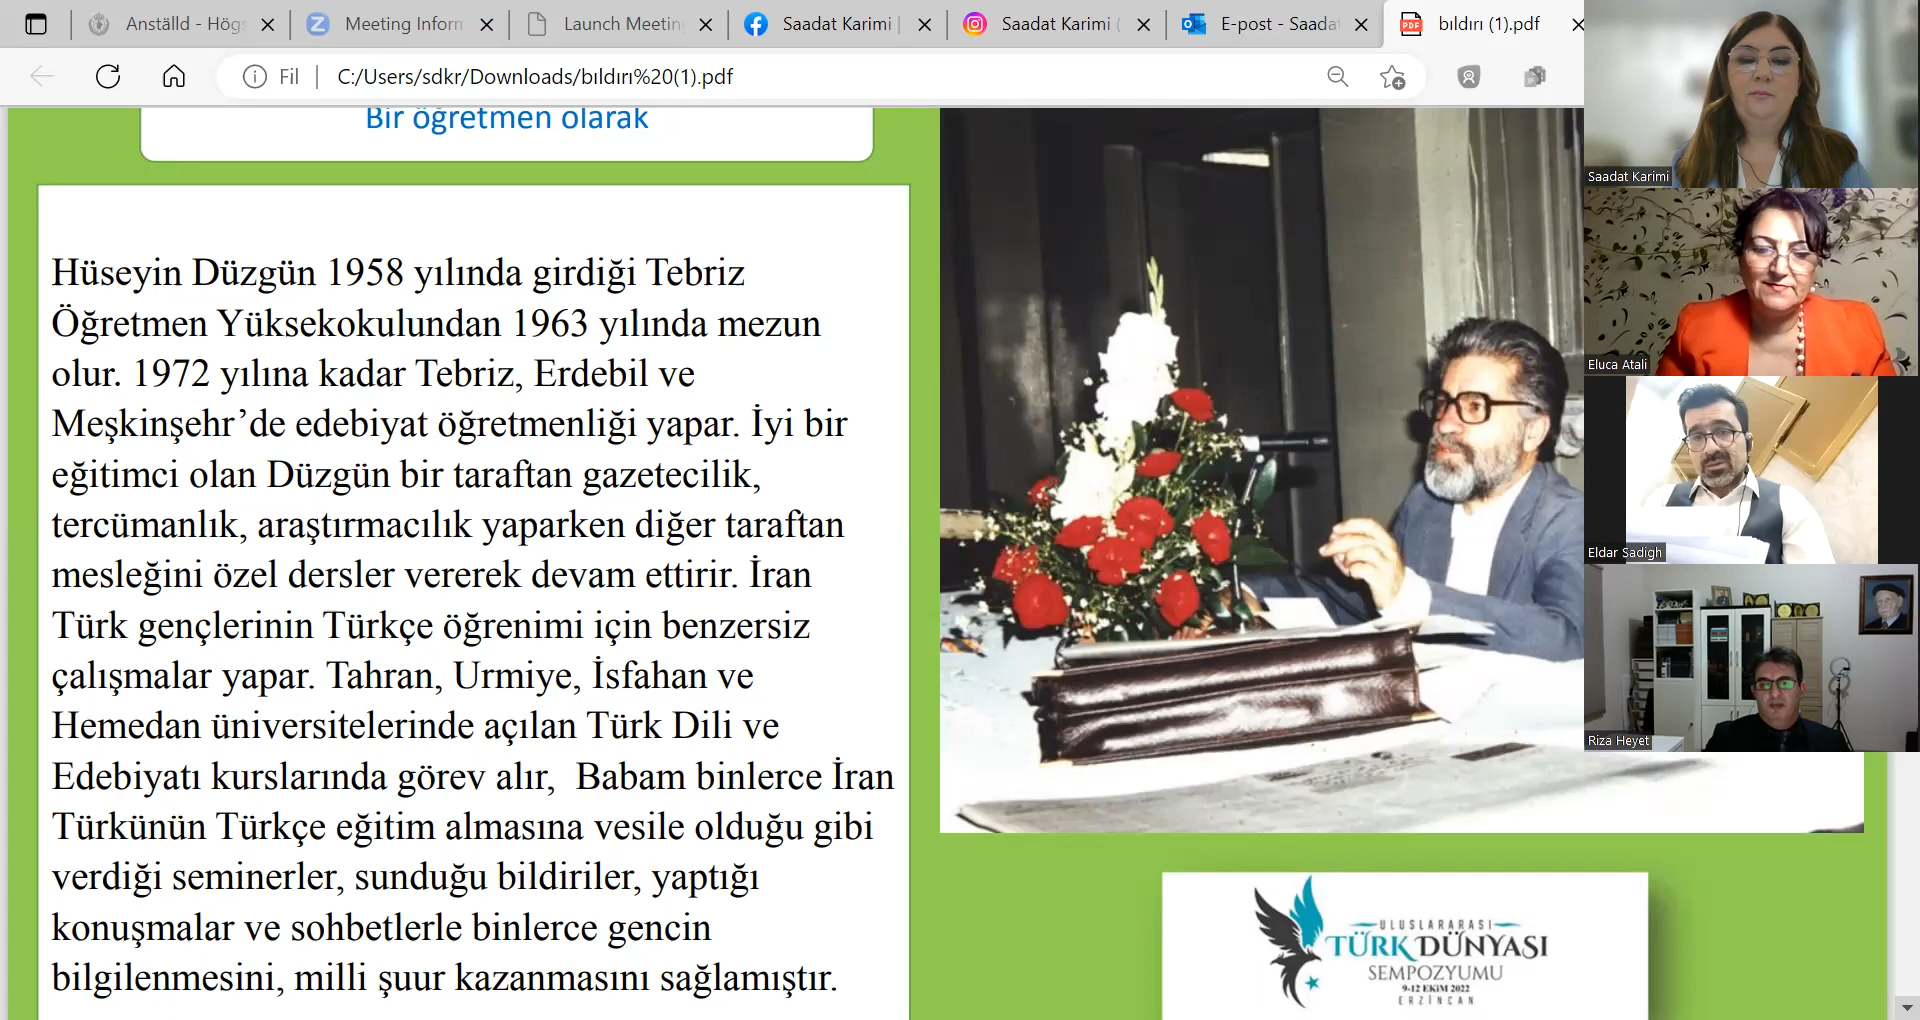 Anställd - Högs
Meeting Inform
Launch Meetin
Saadat Karimi |
Saadat Karimi (
E-post - Saadat
PDF
bıldırı (1).pdf
Fil
C:/Users/sdkr/Downloads/bıldırı%20(1).pdf
Bir öğretmen olarak
Hüseyin Düzgün 1958 yılında girdiği Tebriz
Öğretmen Yüksekokulundan 1963 yılında mezun
olur. 1972 yılına kadar Tebriz, Erdebil ve
Meşkinşehr’de edebiyat öğretmenliği yapar. İyi bir
eğitimci olan Düzgün bir taraftan gazetecilik,
tercümanlık, araştırmacılık yaparken diğer taraftan
mesleğini özel dersler vererek devam ettirir. İran
Türk gençlerinin Türkçe öğrenimi için benzersiz
çalışmalar yapar. Tahran, Urmiye, İsfahan ve
Hemedan üniversitelerinde açılan Türk Dili ve
Edebiyatı kurslarında görev alır, Babam binlerce İran
Türkünün Türkçe eğitim almasına vesile olduğu gibi
verdiği seminerler, sunduğu bildiriler, yaptığı
konuşmalar ve sohbetlerle binlerce gencin
bilgilenmesini, milli şuur kazanmasını sağlamıştır.
ULUSLARARASI
TÜRK DÜNYASI
SEMPOZYUMU
9-12 EKİM 2022
ERZİNCAN
Saadat Karimi
Eluca Atali
Eldar Sadigh
Riza Heyet